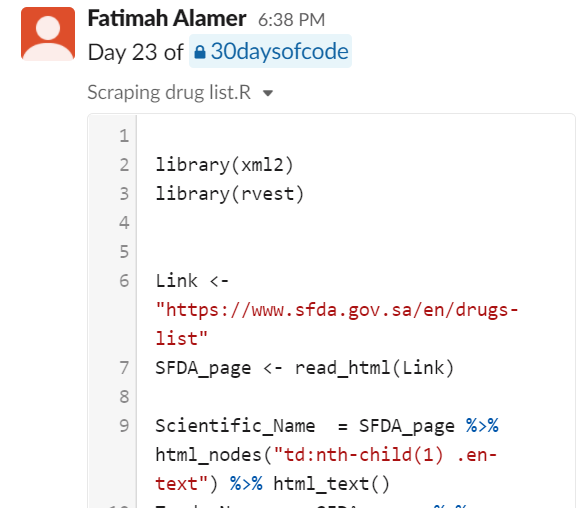 Fatimah Alamer 6:38 PM
Day 23 of 30daysofcode
Scraping drug list.R
1
2 library(xml2)
3 library(rvest)
4
5
6 Link <-
"https://www.sfda.gov.sa/en/drugs-
list"
7 SFDA_page <- read_html(Link)
8
9 Scientific_Name = SFDA_page %>%
html_nodes("td:nth-child(1) .en-
text") %>% html_text()